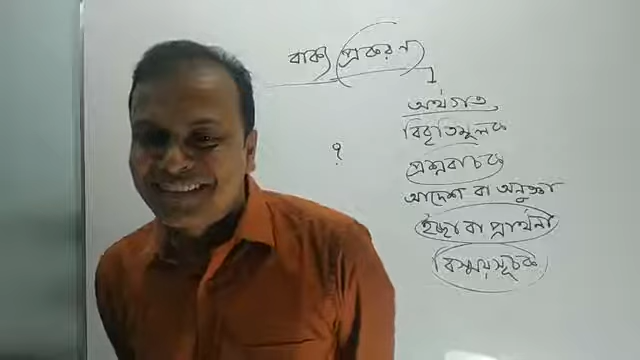 বাক্য প্রকরণ
অর্থগত
বিবৃতিমূলক
?
প্রশ্নবাচক
আদেশ বা অনুজ্ঞা
ইচ্ছা বা প্রার্থনা
বিস্ময়সূচক